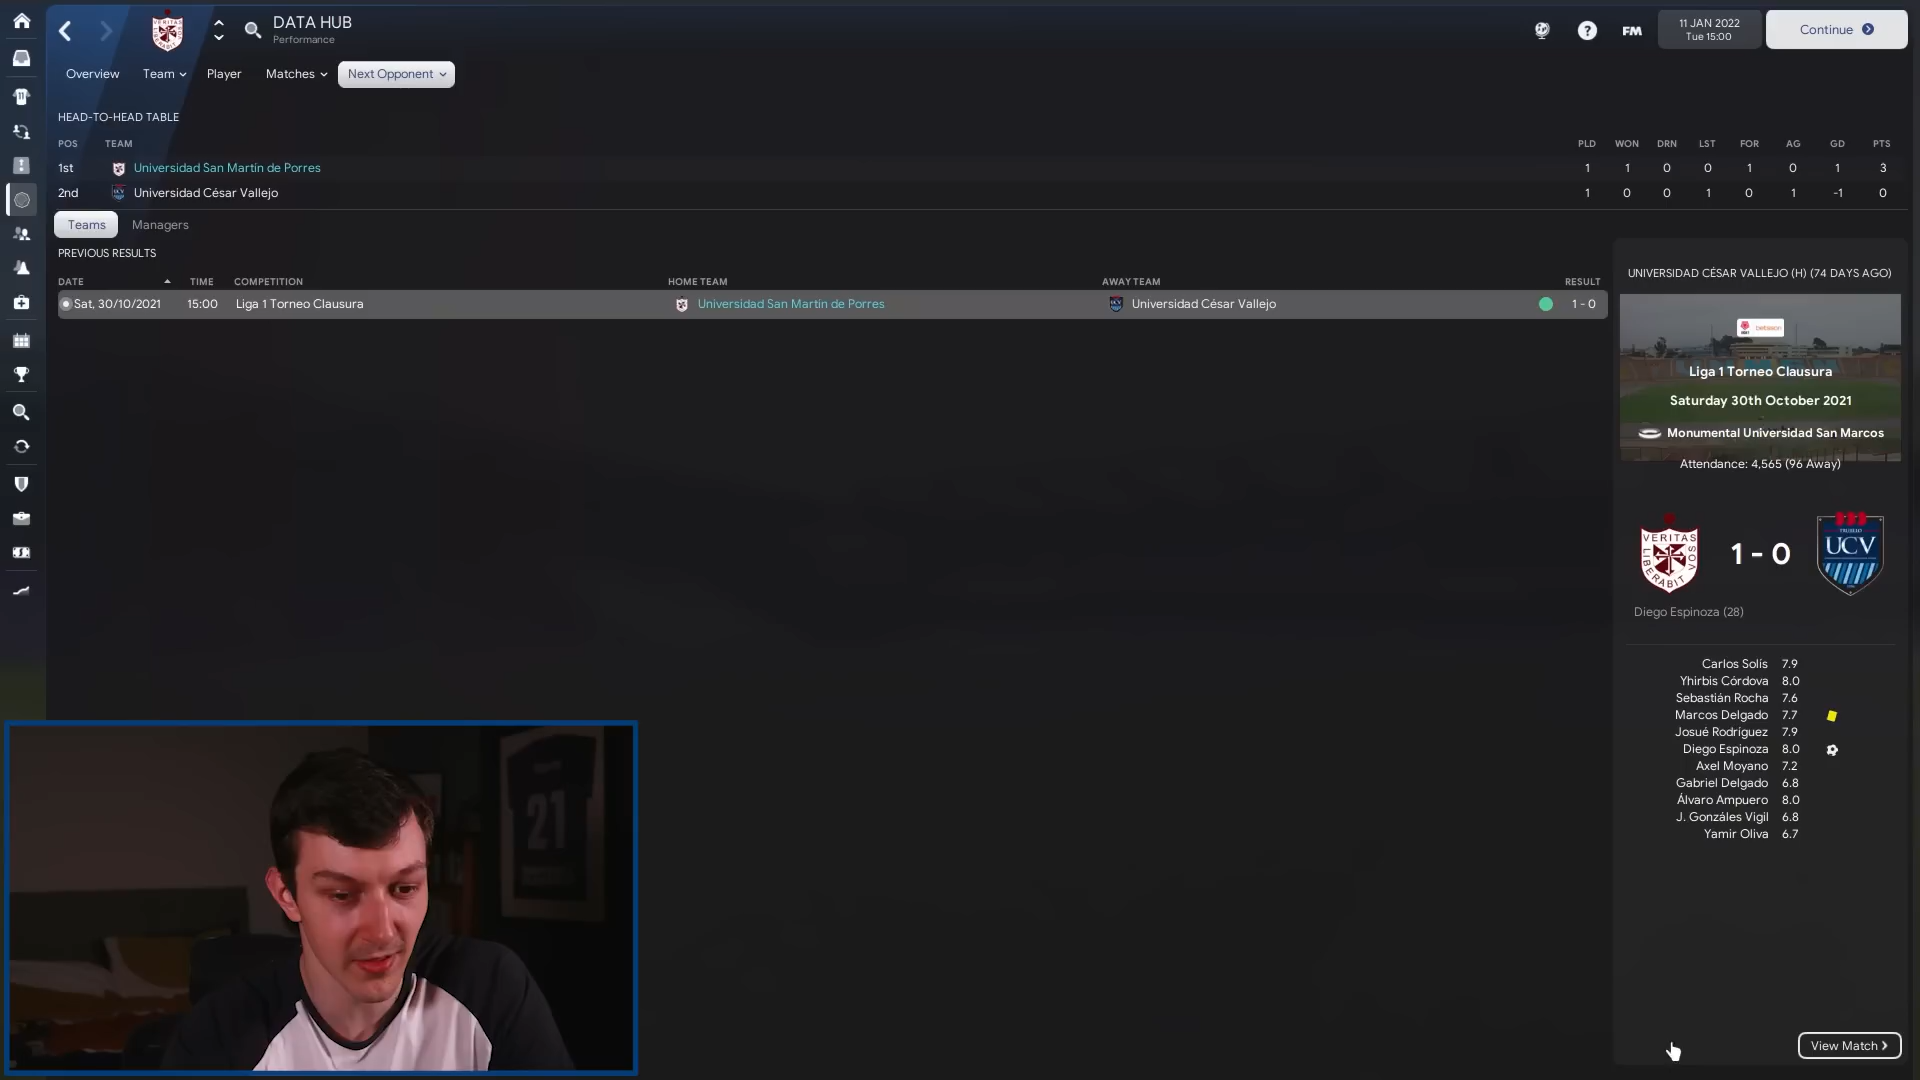 DATA HUB
Performance
11 JAN 2022
Tue 15:00
Continue
FM
?
Overview Team Player Matches Next Opponent
HEAD-TO-HEAD TABLE
POS TEAM PLD WON DRN LST FOR AG GD PTS
1st Universidad San Martín de Porres 1 1 0 0 1 0 1 3
2nd Universidad César Vallejo 1 0 0 1 0 1 -1 0
Teams Managers
PREVIOUS RESULTS
DATE TIME COMPETITION HOME TEAM AWAY TEAM RESULT
Sat, 30/10/2021 15:00 Liga 1 Torneo Clausura Universidad San Martín de Porres Universidad César Vallejo 1 - 0
UNIVERSIDAD CÉSAR VALLEJO (H) (74 DAYS AGO)
betsson
Liga 1 Torneo Clausura
Saturday 30th October 2021
Monumental Universidad San Marcos
Attendance: 4,565 (96 Away)
VERITAS
LIBERABIT
VOS
1 - 0
TRUJILLO
UCV
Diego Espinoza (28)
Carlos Solís 7.9
Yhirbis Córdova 8.0
Sebastián Rocha 7.6
Marcos Delgado 7.7
Josué Rodríguez 7.9
Diego Espinoza 8.0
Axel Moyano 7.2
Gabriel Delgado 6.8
Álvaro Ampuero 8.0
J. Gonzáles Vigil 6.8
Yamir Oliva 6.7
21
View Match